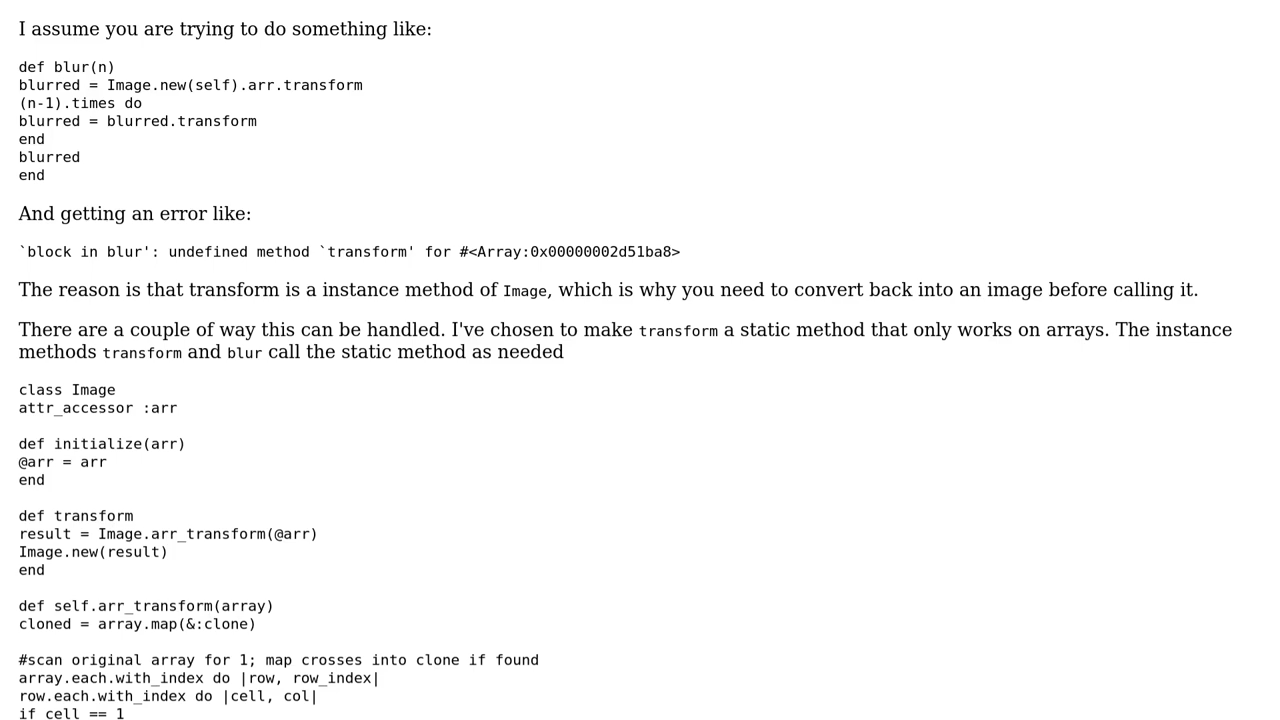 I assume you are trying to do something like:
def blur(n)
blurred = Image.new(self).arr.transform
(n-1).times do
blurred = blurred.transform
end
blurred
end
And getting an error like:
`block in blur': undefined method `transform' for #<Array:0x00000002d51ba8>
The reason is that transform is a instance method of Image, which is why you need to convert back into an image before calling it.
There are a couple of way this can be handled. I've chosen to make transform a static method that only works on arrays. The instance
methods transform and blur call the static method as needed
class Image
attr_accessor :arr
def initialize(arr)
@arr = arr
end
def transform
result = Image.arr_transform(@arr)
Image.new(result)
end
def self.arr_transform(array)
cloned = array.map(&:clone)
#scan original array for 1; map crosses into clone if found
array.each.with_index do |row, row_index|
row.each.with_index do |cell, col|
if cell == 1